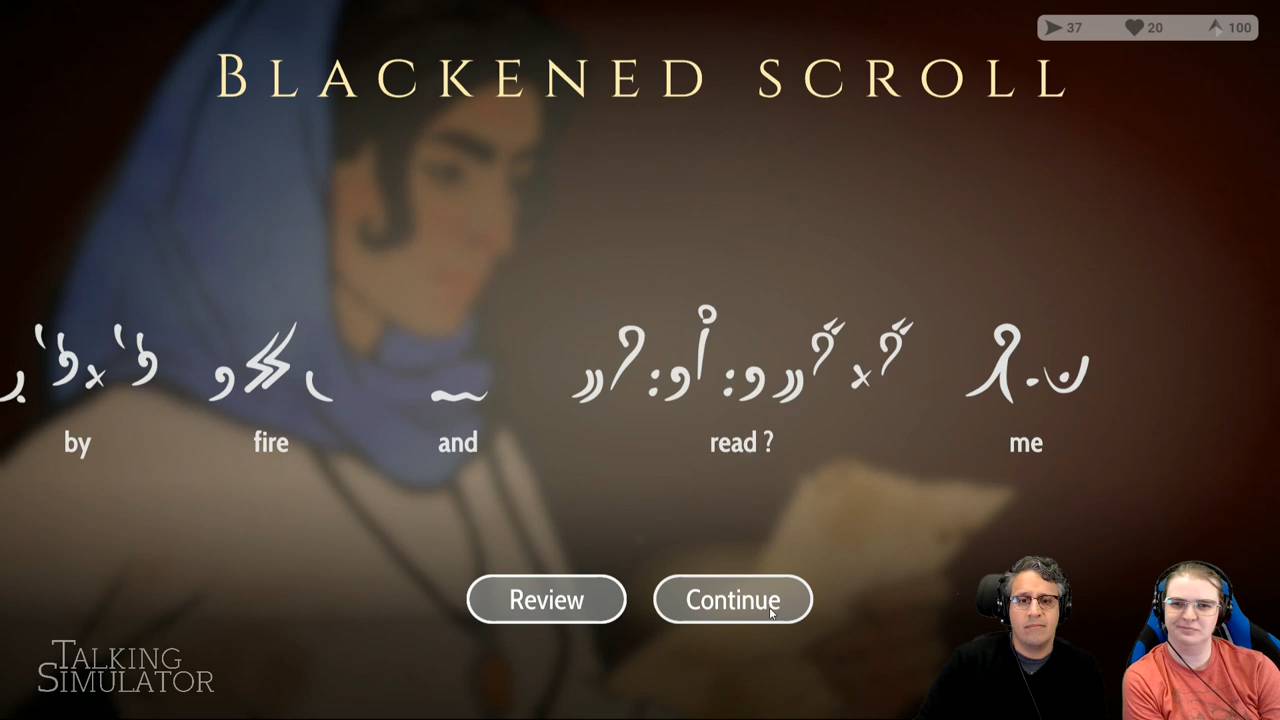 37 20 100
BLACKENED SCROLL
by fire and read ? me
Review Continue
TALKING
SIMULATOR